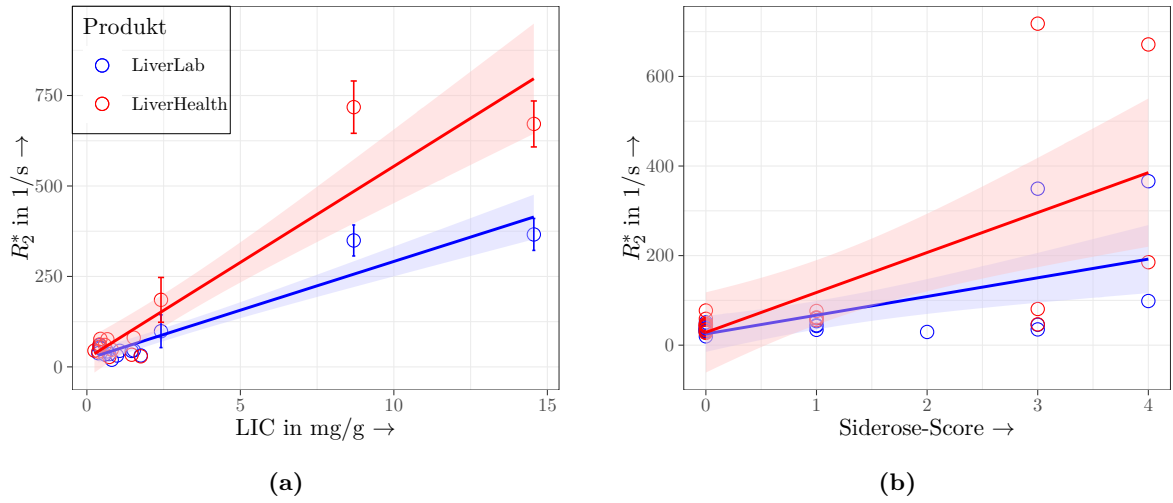 Produkt
LiverLab
LiverHealth
750
500
250
0
0
5
10
15
R₂* in 1/s →
LIC in mg/g →
(a)
600
400
200
0
0
1
2
3
4
R₂* in 1/s →
Siderose-Score →
(b)